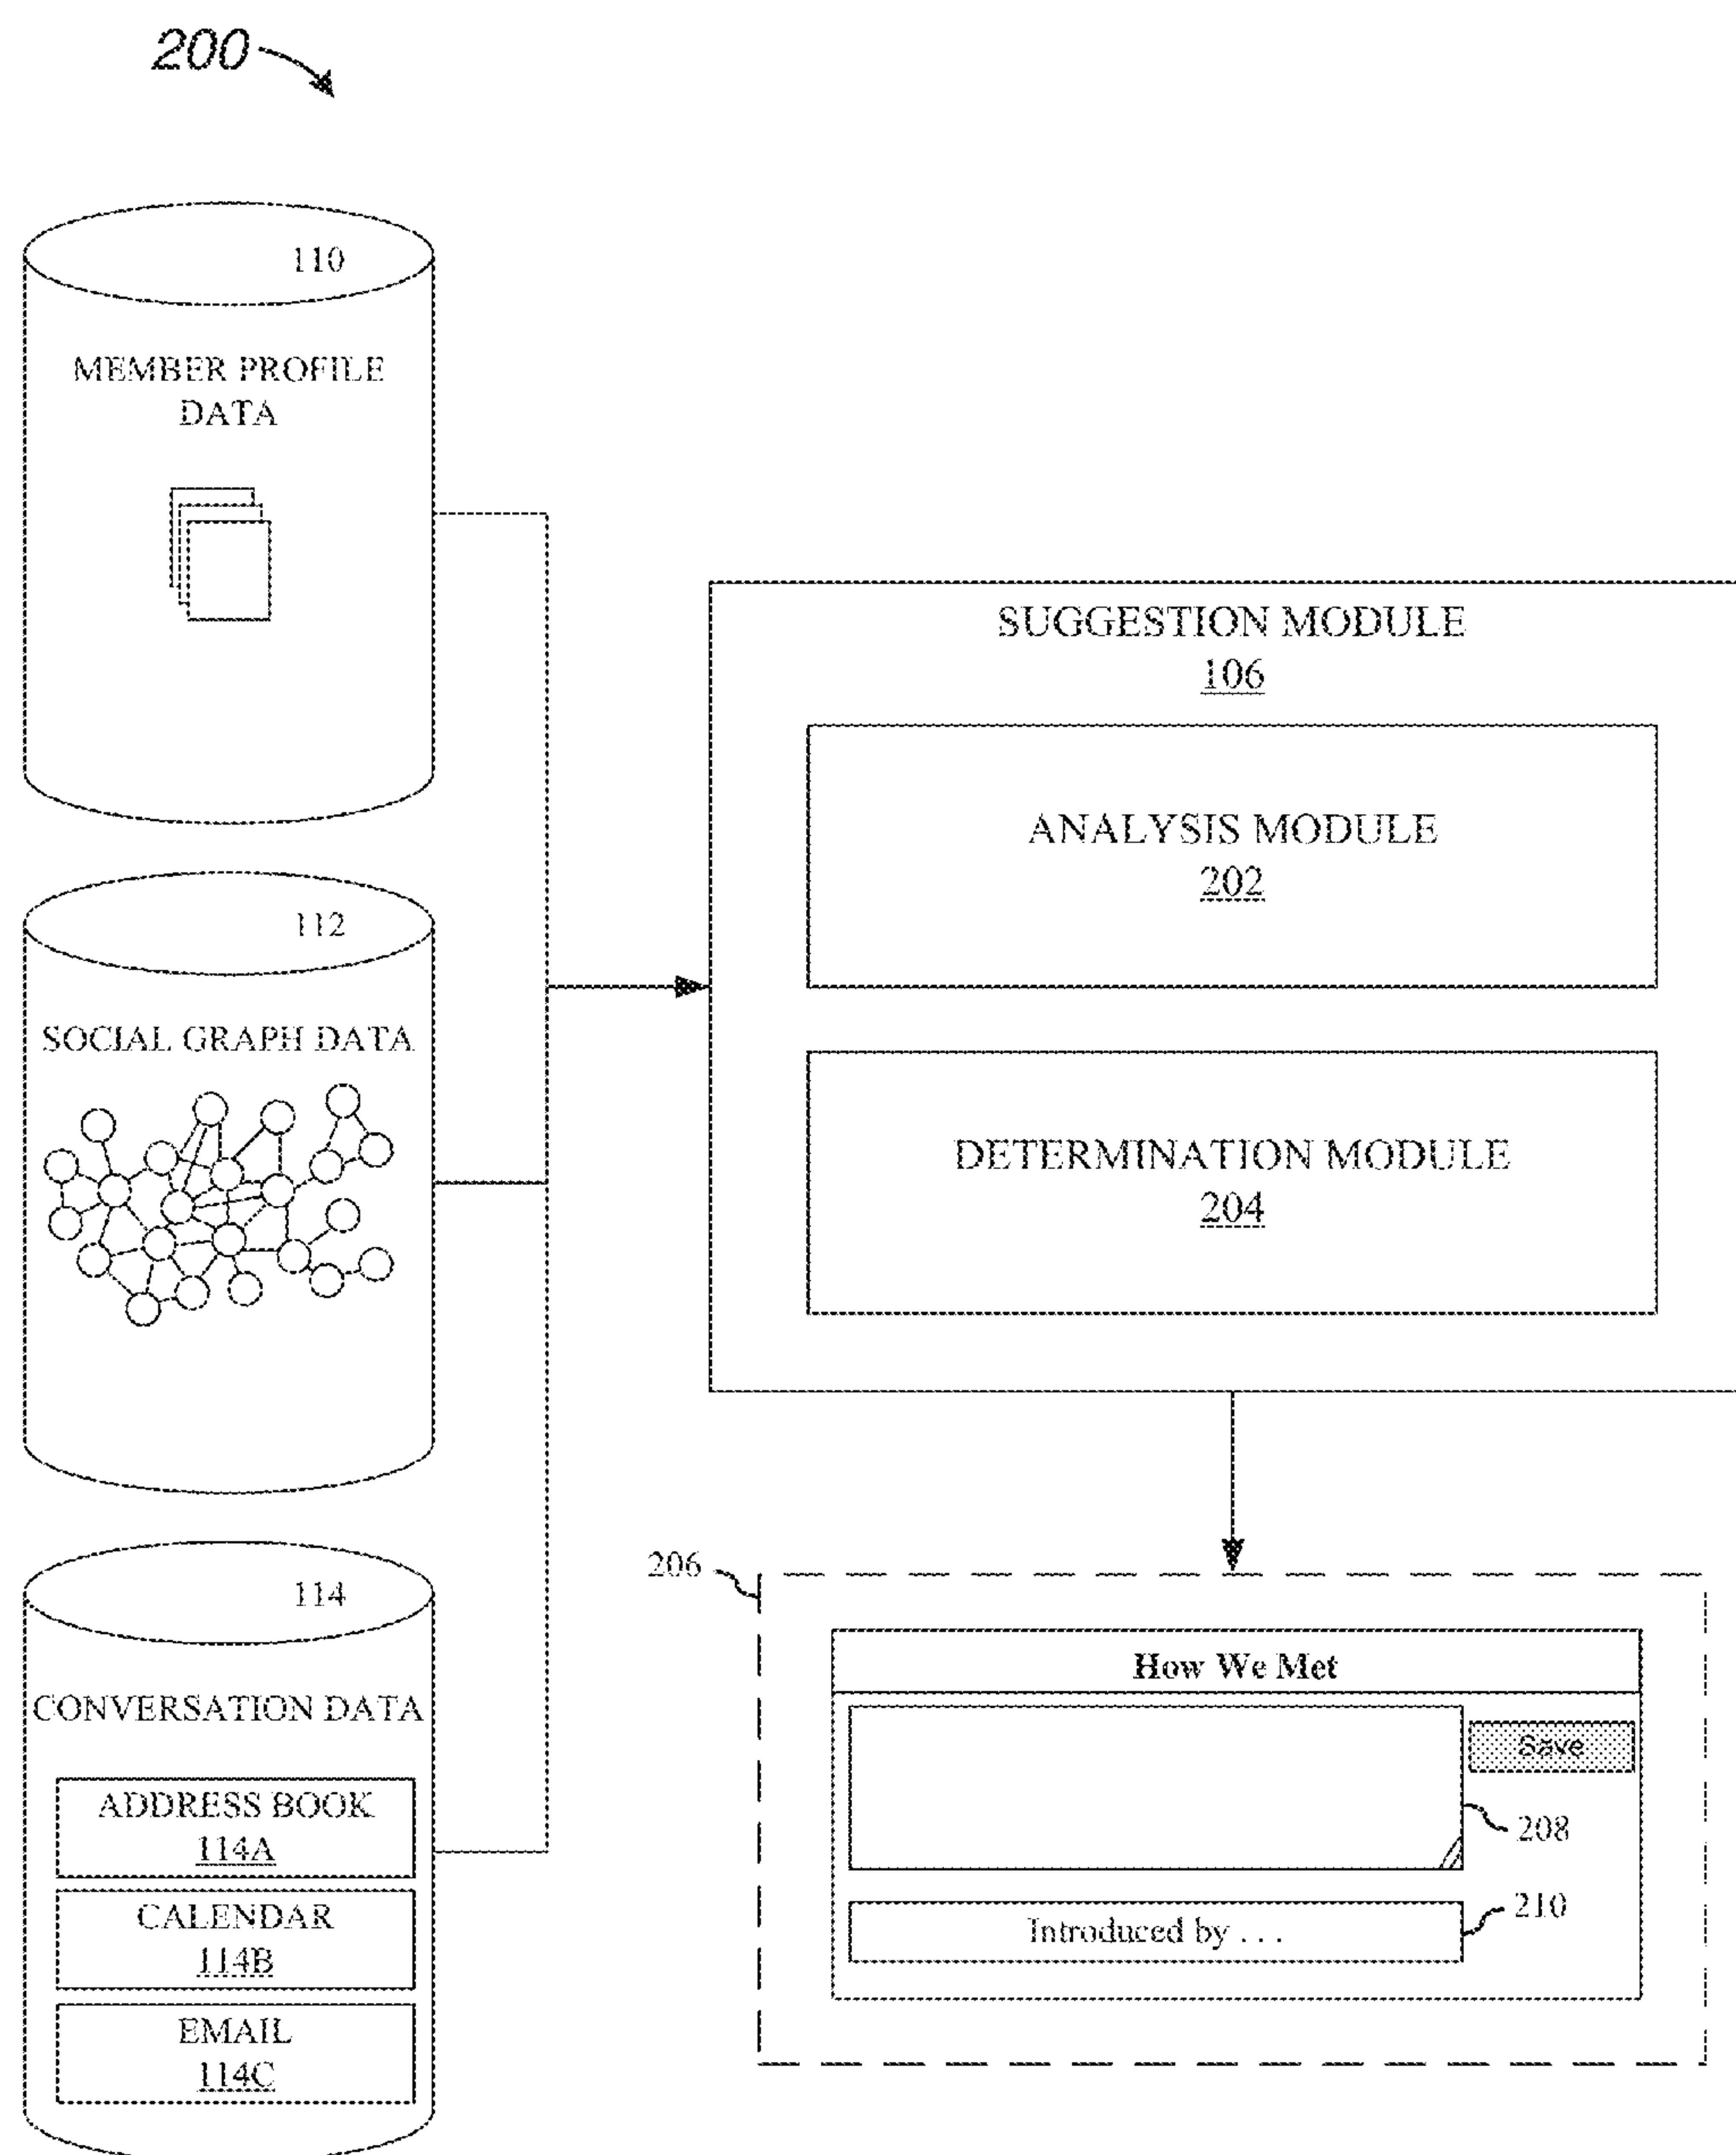 200
110
MEMBER PROFILE
DATA
112
SOCIAL GRAPH DATA
114
CONVERSATION DATA
ADDRESS BOOK
114A
CALENDAR
114B
EMAIL
114C
SUGGESTION MODULE
106
ANALYSIS MODULE
202
DETERMINATION MODULE
204
206
How We Met
Save
208
Introduced by . . .
210